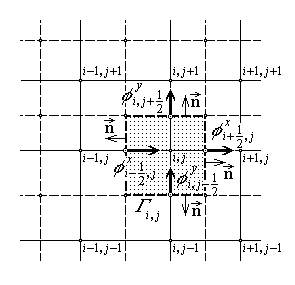 i−1, j+1 i, j+1 i+1, j+1
ϕ^y_{i, j+1/2} n⃗
n⃗ ϕ^x_{i+1/2, j}
i−1, j i, j i+1, j
ϕ^x_{i−1/2, j} ϕ^y_{i, j−1/2} n⃗
Γ_{i, j} n⃗
i−1, j−1 i, j−1 i+1, j−1